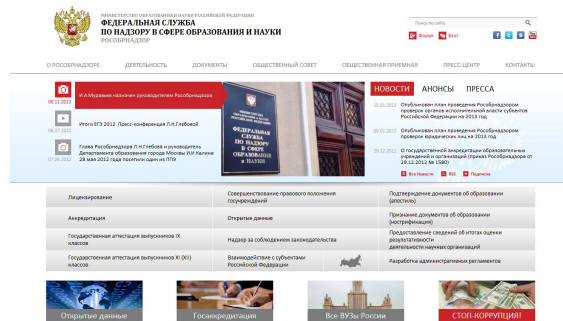 МИНИСТЕРСТВО ОБРАЗОВАНИЯ И НАУКИ РОССИЙСКОЙ ФЕДЕРАЦИИ
ФЕДЕРАЛЬНАЯ СЛУЖБА
ПО НАДЗОРУ В СФЕРЕ ОБРАЗОВАНИЯ И НАУКИ
РОСОБРНАДЗОР
Поиск по сайту
Форум Блог
О РОСОБРНАДЗОРЕ ДЕЯТЕЛЬНОСТЬ ДОКУМЕНТЫ ОБЩЕСТВЕННЫЙ СОВЕТ ОБЩЕСТВЕННАЯ ПРИЕМНАЯ ПРЕСС-ЦЕНТР КОНТАКТЫ
И.А.Муравьев назначен руководителем Рособрнадзора
06.11.2012
Итоги ЕГЭ 2012. Пресс-конференция Л.Н.Глебовой.
06.07.2012
Глава Рособрнадзора Л.Н.Глебова и руководитель
Департамента образования города Москвы И.И.Калина
28 мая 2012 года посетили один из ППЭ
07.06.2012
ФЕДЕРАЛЬНАЯ
СЛУЖБА
ПО НАДЗОРУ
В СФЕРЕ
ОБРАЗОВАНИЯ
И НАУКИ
НОВОСТИ АНОНСЫ ПРЕССА
Опубликован план проведения Рособрнадзором
проверок органов исполнительной власти субъектов
Российской Федерации на 2013 год
Опубликован план проведения Рособрнадзором
проверок юридических лиц на 2013 год
О государственной аккредитации образовательных
учреждений и организаций (приказ Рособрнадзора от
29.12.2012 № 1580)
Все Новости RSS Подписка
Лицензирование
Совершенствование правового положения
госучреждений
Подтверждение документов об образовании
(апостиль)
Аккредитация
Открытые данные
Признание документов об образовании
(нострификация)
Государственная аттестация выпускников IX
классов
Надзор за соблюдением законодательства
Предоставление сведений об итогах оценки
результативности
деятельности научных организаций
Государственная аттестация выпускников XI (XII)
классов
Взаимодействие с субъектами
Российской Федерации
Разработка административных регламентов
Открытые данные
Госаккредитация
Все ВУЗы России
СТОП-КОРРУПЦИЯ!